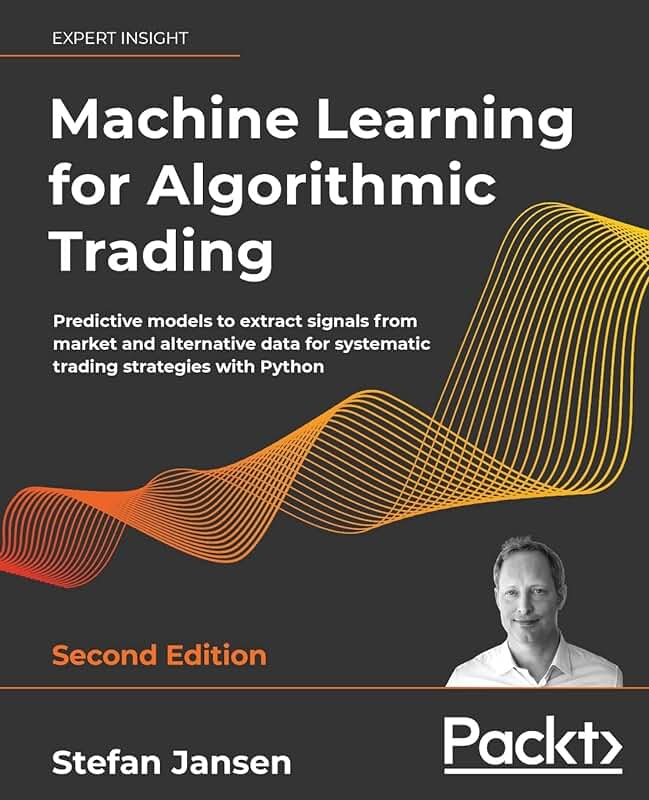 EXPERT INSIGHT
Machine Learning
for Algorithmic
Trading
Predictive models to extract signals from
market and alternative data for systematic
trading strategies with Python
Second Edition
Stefan Jansen
Packt>